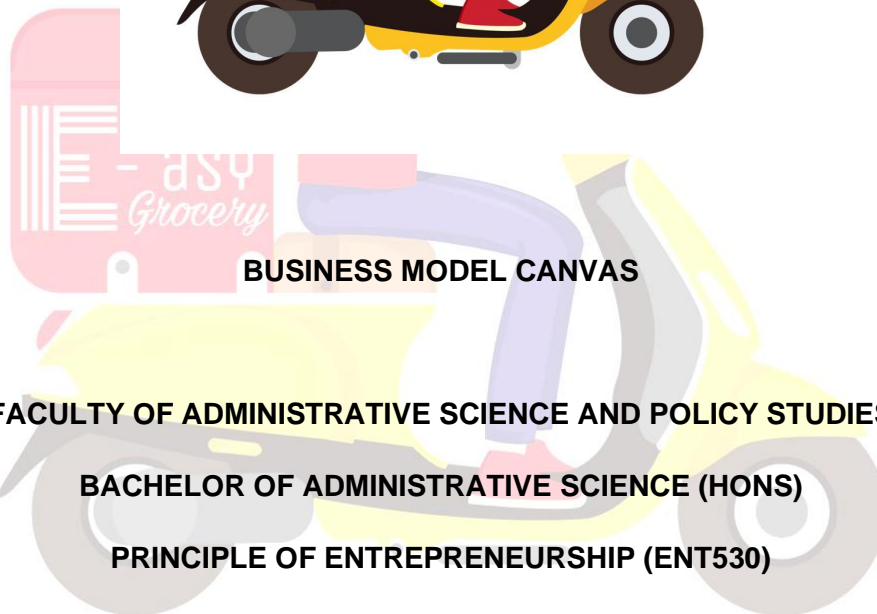 E-asy
Grocery
BUSINESS MODEL CANVAS
FACULTY OF ADMINISTRATIVE SCIENCE AND POLICY STUDIES
BACHELOR OF ADMINISTRATIVE SCIENCE (HONS)
PRINCIPLE OF ENTREPRENEURSHIP (ENT530)